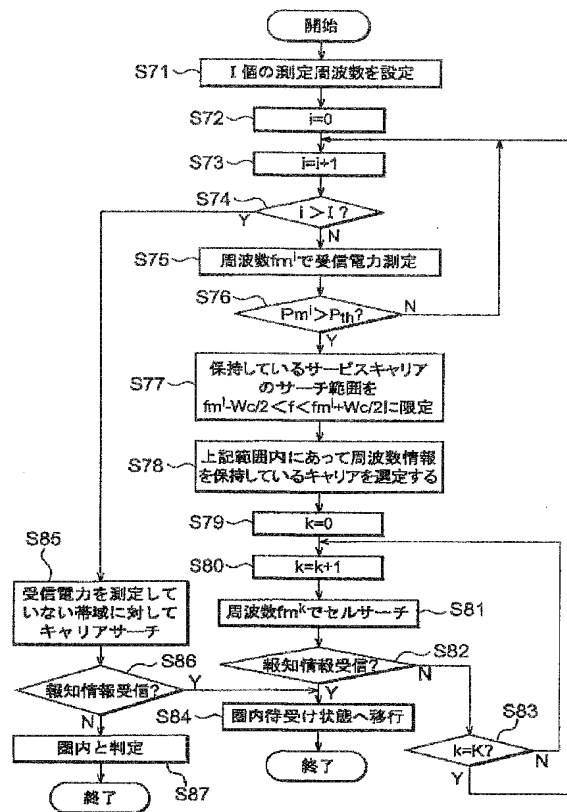 開始
S71
I個の測定周波数を設定
S72
i=0
S73
i=i+1
S74
i>I?
Y
N
S75
周波数fm^iで受信電力測定
S76
Pm^i>Pth?
N
Y
S77
保持しているサービスキャリア
のサーチ範囲を
fm^i-Wc/2<f<fm^i+Wc/2に限定
S78
上記範囲内にあって周波数情報
を保持しているキャリアを選定する
S79
k=0
S80
k=k+1
S81
周波数fm^kでセルサーチ
S82
報知情報受信?
N
Y
S83
k=K?
N
Y
S84
圏内待受け状態へ移行
終了
S85
受信電力を測定して
いない帯域に対して
キャリアサーチ
S86
報知情報受信?
Y
N
圏内と判定
S87
終了